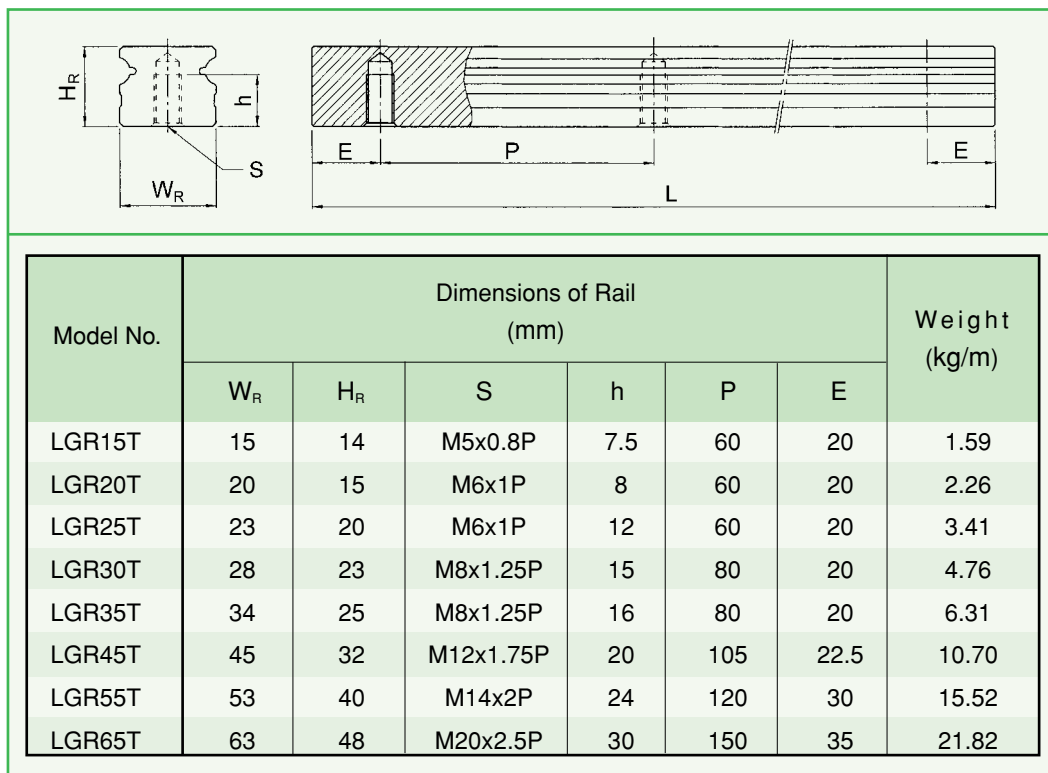 H_R
h
S
W_R
E
P
E
L
Model No.
Dimensions of Rail
(mm)
Weight
(kg/m)
W_R H_R S h P E
LGR15T 15 14 M5x0.8P 7.5 60 20 1.59
LGR20T 20 15 M6x1P 8 60 20 2.26
LGR25T 23 20 M6x1P 12 60 20 3.41
LGR30T 28 23 M8x1.25P 15 80 20 4.76
LGR35T 34 25 M8x1.25P 16 80 20 6.31
LGR45T 45 32 M12x1.75P 20 105 22.5 10.70
LGR55T 53 40 M14x2P 24 120 30 15.52
LGR65T 63 48 M20x2.5P 30 150 35 21.82